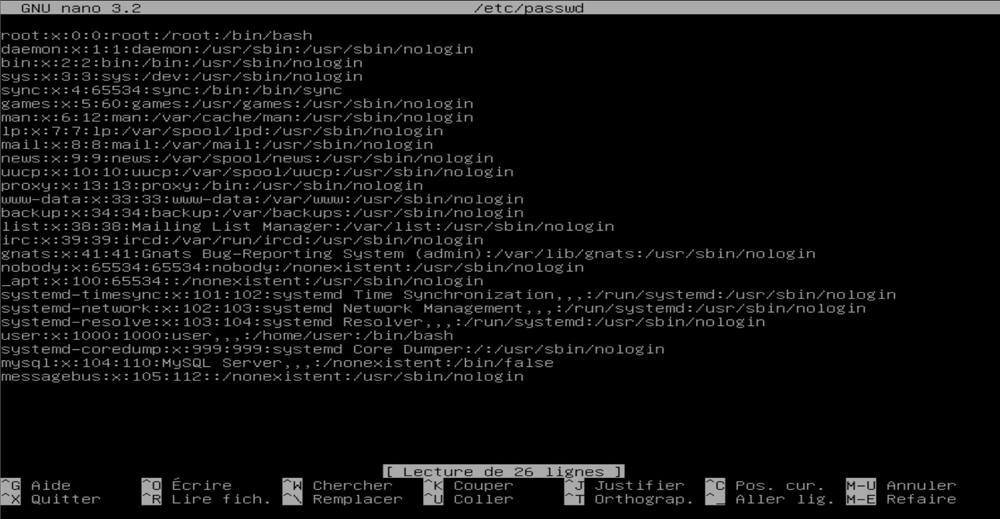 GNU nano 3.2 /etc/passwd
root:x:0:0:root:/root:/bin/bash
daemon:x:1:1:daemon:/usr/sbin:/usr/sbin/nologin
bin:x:2:2:bin:/bin:/usr/sbin/nologin
sys:x:3:3:sys:/dev:/usr/sbin/nologin
sync:x:4:65534:sync:/bin:/bin/sync
games:x:5:60:games:/usr/games:/usr/sbin/nologin
man:x:6:12:man:/var/cache/man:/usr/sbin/nologin
lp:x:7:7:lp:/var/spool/lpd:/usr/sbin/nologin
mail:x:8:8:mail:/var/mail:/usr/sbin/nologin
news:x:9:9:news:/var/spool/news:/usr/sbin/nologin
uucp:x:10:10:uucp:/var/spool/uucp:/usr/sbin/nologin
proxy:x:13:13:proxy:/bin:/usr/sbin/nologin
www-data:x:33:33:www-data:/var/www:/usr/sbin/nologin
backup:x:34:34:backup:/var/backups:/usr/sbin/nologin
list:x:38:38:Mailing List Manager:/var/list:/usr/sbin/nologin
irc:x:39:39:ircd:/var/run/ircd:/usr/sbin/nologin
gnats:x:41:41:Gnats Bug-Reporting System (admin):/var/lib/gnats:/usr/sbin/nologin
nobody:x:65534:65534:nobody:/nonexistent:/usr/sbin/nologin
_apt:x:100:65534::/nonexistent:/usr/sbin/nologin
systemd-timesync:x:101:102:systemd Time Synchronization,,,:/run/systemd:/usr/sbin/nologin
systemd-network:x:102:103:systemd Network Management,,,:/run/systemd:/usr/sbin/nologin
systemd-resolve:x:103:104:systemd Resolver,,,:/run/systemd:/usr/sbin/nologin
user:x:1000:1000:user,,,:/home/user:/bin/bash
systemd-coredump:x:999:999:systemd Core Dumper:/:/usr/sbin/nologin
mysql:x:104:110:MySQL Server,,,:/nonexistent:/bin/false
messagebus:x:105:112::/nonexistent:/usr/sbin/nologin
[ Lecture de 26 lignes ]
^G Aide ^O Écrire ^W Chercher ^K Couper ^J Justifier ^C Pos. cur. M-U Annuler
^X Quitter ^R Lire fich. ^\ Remplacer ^U Coller ^T Orthograp. ^_ Aller lig. M-E Refaire